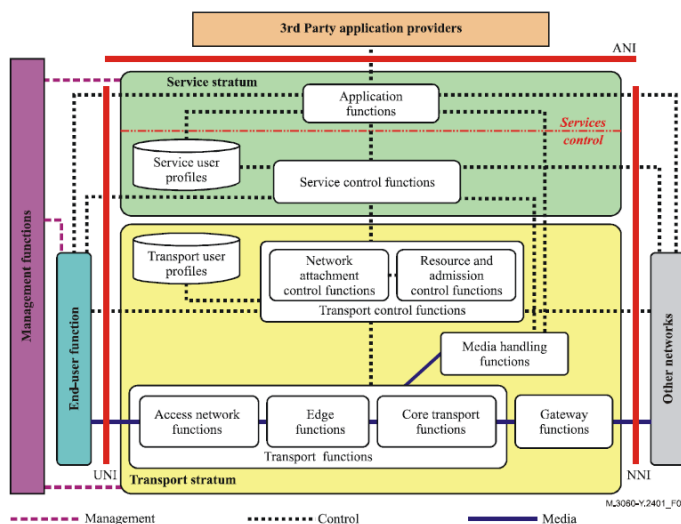 3rd Party application providers
ANI
Service stratum
Application
functions
Services
control
Service user
profiles
Service control functions
Management functions
End-user function
Other networks
Transport user
profiles
Network
attachment
control functions
Resource and
admission control
functions
Transport control functions
Media handling
functions
Access network
functions
Edge
functions
Core transport
functions
Gateway
functions
Transport functions
UNI
Transport stratum
NNI
M.3060-Y.2401_F0
Management
Control
Media